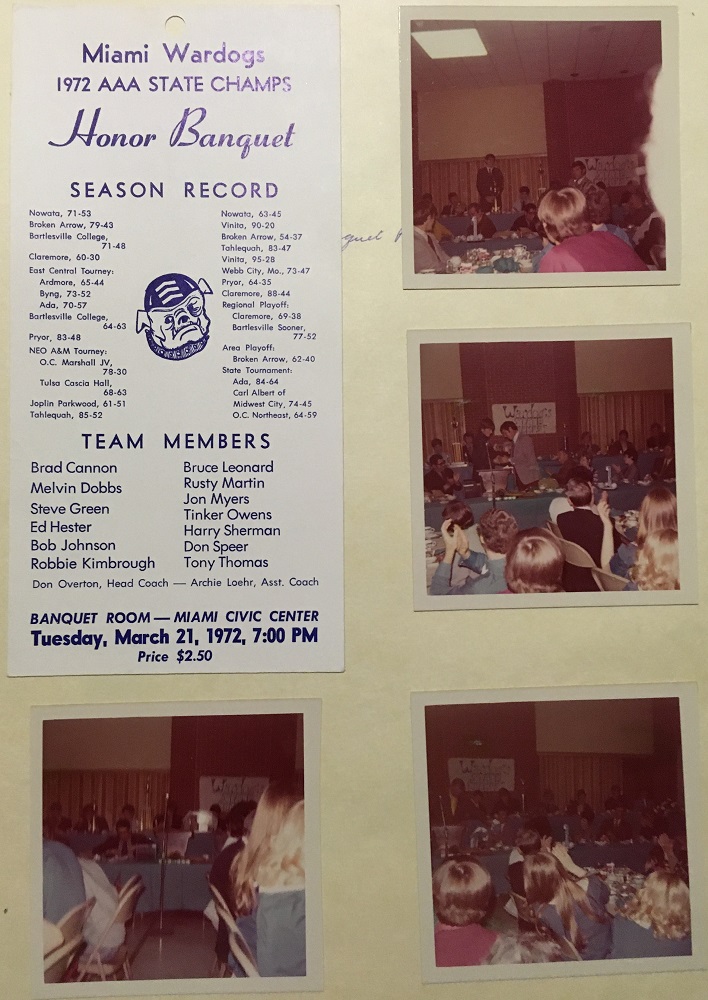 Miami Wardogs
1972 AAA STATE CHAMPS
Honor Banquet
SEASON RECORD
Nowata, 71-53
Broken Arrow, 79-43
Bartlesville College,
71-48
Claremore, 60-30
East Central Tourney:
Ardmore, 65-44
Byng, 73-52
Ada, 70-57
Bartlesville College,
64-63
Pryor, 83-48
NEO A&M Tourney:
O.C. Marshall JV,
78-30
Tulsa Cascia Hall,
68-63
Joplin Parkwood, 61-51
Tahlequah, 85-52
Nowata, 63-45
Vinita, 90-20
Broken Arrow, 54-37
Tahlequah, 83-47
Vinita, 95-28
Webb City, Mo., 73-47
Pryor, 64-35
Claremore, 88-44
Regional Playoff:
Claremore, 69-38
Bartlesville Sooner,
77-52
Area Playoff:
Broken Arrow, 62-40
State Tournament:
Ada, 84-64
Carl Albert of
Midwest City, 74-45
O.C. Northeast, 64-59
TEAM MEMBERS
Brad Cannon
Melvin Dobbs
Steve Green
Ed Hester
Bob Johnson
Robbie Kimbrough
Bruce Leonard
Rusty Martin
Jon Myers
Tinker Owens
Harry Sherman
Don Speer
Tony Thomas
Don Overton, Head Coach — Archie Loehr, Asst. Coach
BANQUET ROOM — MIAMI CIVIC CENTER
Tuesday, March 21, 1972, 7:00 PM
Price $2.50
Wardogs